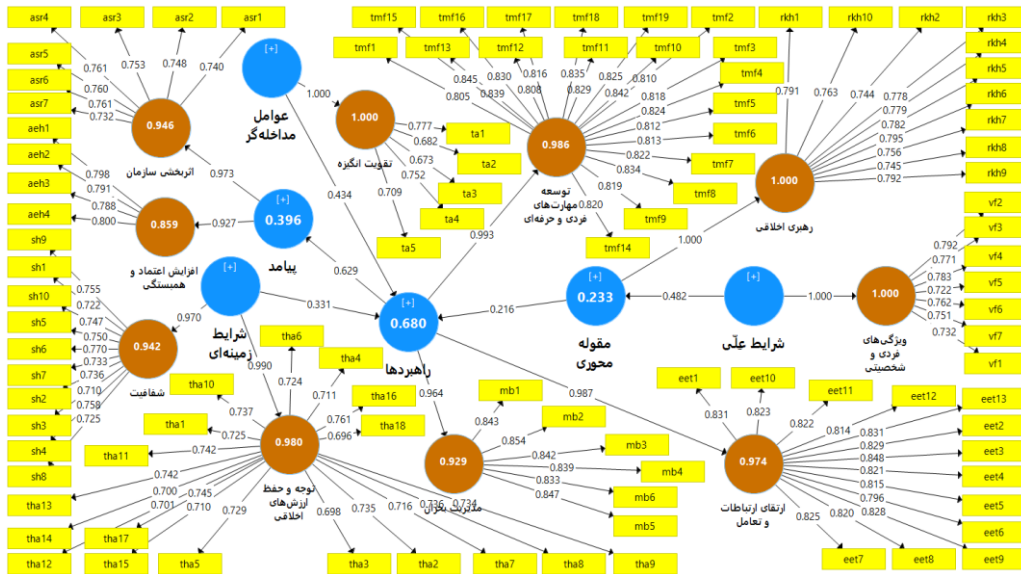 asr4
asr3
asr2
asr1
tmf15
tmf16
tmf17
tmf18
tmf19
tmf2
rkh1
rkh10
rkh2
rkh3
asr5
asr6
asr7
aeh1
aeh2
aeh3
aeh4
sh9
sh1
sh10
sh5
sh6
sh7
sh2
sh3
sh4
sh8
tha13
tha14
tha12
0.761
0.753
0.748
0.740
0.760
0.761
0.732
0.946
اثربخشی سازمان
0.973
[+]
عوامل
مداخله‌گر
1.000
0.434
1.000
تقویت انگیزه
0.777
0.682
0.673
0.752
0.709
ta1
ta2
ta3
ta4
ta5
tmf1
tmf13
tmf12
tmf11
tmf10
tmf3
tmf4
tmf5
tmf6
tmf7
tmf8
tmf9
tmf14
0.845
0.830
0.816
0.835
0.825
0.810
0.805
0.839
0.808
0.829
0.842
0.818
0.824
0.812
0.813
0.822
0.834
0.819
0.820
0.986
توسعه
مهارت‌های
فردی و حرفه‌ای
0.993
rkh4
rkh5
rkh6
rkh7
rkh8
rkh9
0.791
0.763
0.744
0.778
0.779
0.782
0.795
0.756
0.745
0.792
1.000
رهبری اخلاقی
1.000
0.798
0.791
0.788
0.800
0.859
افزایش اعتماد و
همبستگی
0.927
[+]
0.396
پیامد
0.629
[+]
شرایط
زمینه‌ای
0.331
0.970
0.990
[+]
0.680
راهبردها
0.216
[+]
0.233
مقوله
محوری
0.482
[+]
شرایط علّی
1.000
1.000
ویژگی‌های
فردی و
شخصیتی
0.792
0.771
0.783
0.722
0.762
0.751
0.732
vf2
vf3
vf4
vf5
vf6
vf7
vf1
0.755
0.722
0.747
0.750
0.770
0.733
0.736
0.710
0.758
0.725
0.942
شفافیت
tha6
tha4
tha10
tha16
tha1
tha18
tha11
0.724
0.711
0.737
0.761
0.725
0.696
0.742
0.742
0.700
0.745
0.701
0.710
0.729
0.698
0.735
0.716
0.736
0.734
0.980
توجه و حفظ
ارزش‌های
اخلاقی
tha17
tha15
tha5
tha3
tha2
tha7
tha8
tha9
0.964
0.987
0.929
مدیریت بحران
0.843
0.854
0.842
0.839
0.833
0.847
mb1
mb2
mb3
mb4
mb6
mb5
0.974
ارتقای ارتباطات
و تعامل
eet1
eet10
eet11
eet12
eet13
eet2
eet3
eet4
eet5
eet6
eet9
eet8
eet7
0.831
0.823
0.822
0.814
0.831
0.829
0.848
0.821
0.815
0.796
0.828
0.820
0.825